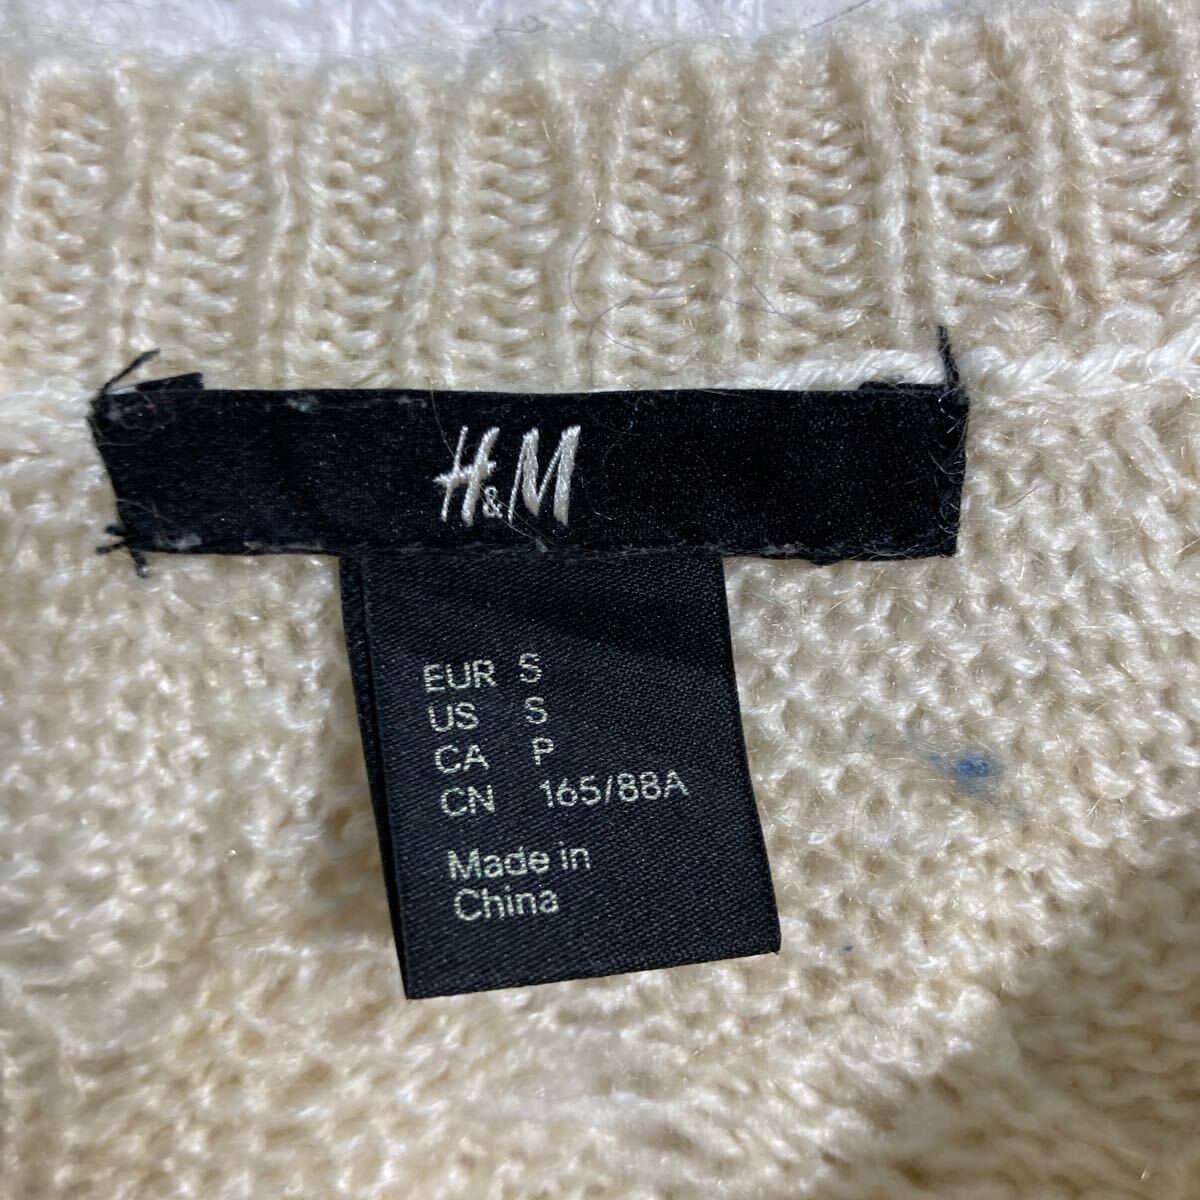 H&M
EUR S
US S
CA P
CN 165/88A
Made in
China